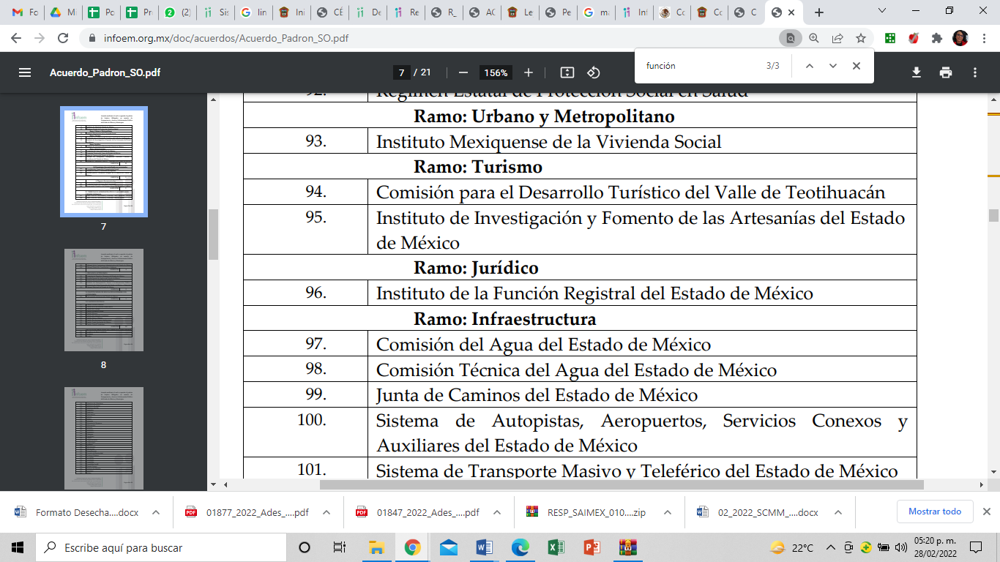 Fo
Mi
Po
Pr
2 (2)
Sis
lin
Ini
CÉ
De
Re
R_
AC
Le
Pe
ma
Inf
Co
Co
C
infoem.org.mx/doc/acuerdos/Acuerdo_Padron_SO.pdf
función 3/3
Acuerdo_Padron_SO.pdf
7 / 21
156%
92. Régimen Estatal de Protección Social en Salud
Ramo: Urbano y Metropolitano
93. Instituto Mexiquense de la Vivienda Social
Ramo: Turismo
94. Comisión para el Desarrollo Turístico del Valle de Teotihuacán
95. Instituto de Investigación y Fomento de las Artesanías del Estado
de México
Ramo: Jurídico
96. Instituto de la Función Registral del Estado de México
Ramo: Infraestructura
97. Comisión del Agua del Estado de México
98. Comisión Técnica del Agua del Estado de México
99. Junta de Caminos del Estado de México
100. Sistema de Autopistas, Aeropuertos, Servicios Conexos y
Auxiliares del Estado de México
101. Sistema de Transporte Masivo y Teleférico del Estado de México
infoem
7
8
Formato Desecha....docx
01877_2022_Ades_....pdf
01847_2022_Ades_....pdf
RESP_SAIMEX_010....zip
02_2022_SCMM_....docx
Mostrar todo
Escribe aquí para buscar
22°C
05:20 p. m.
28/02/2022